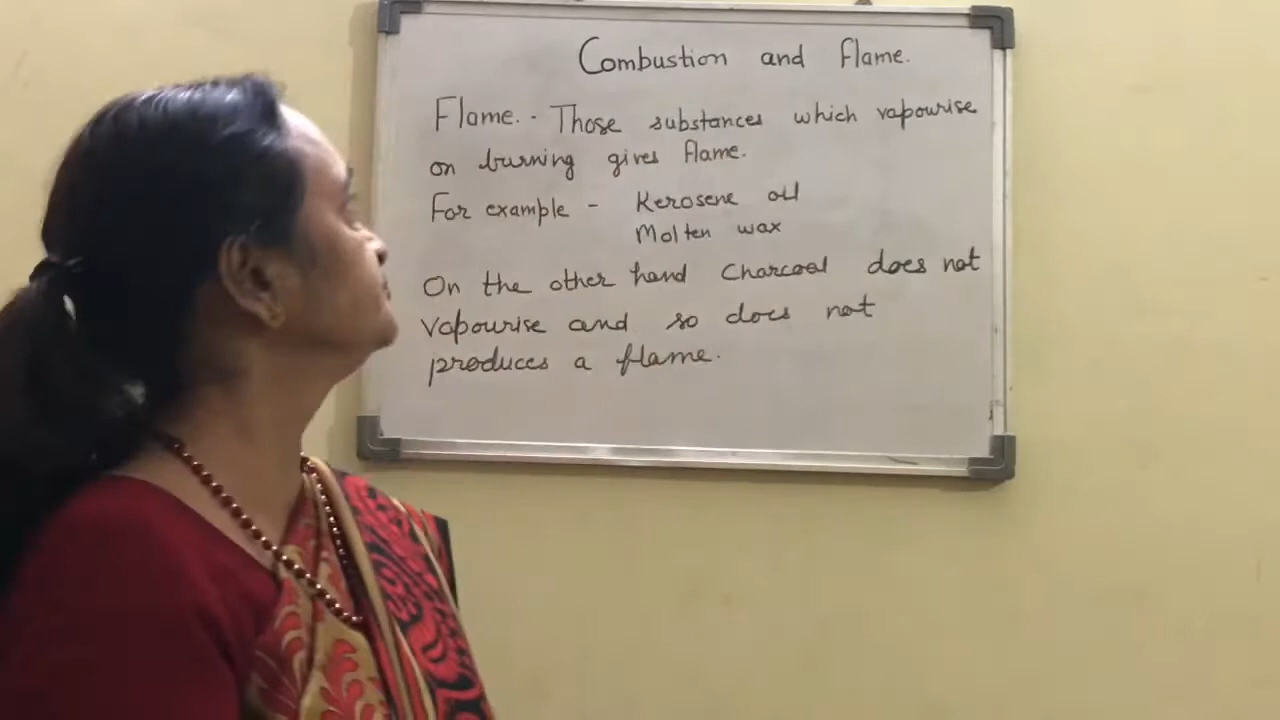 Combustion and flame.
Flame. - Those substances which vapourise
on burning gives flame.
For example - Kerosene oil
Molten wax
On the other hand Charcoal does not
vapourise and so does not
produces a flame.